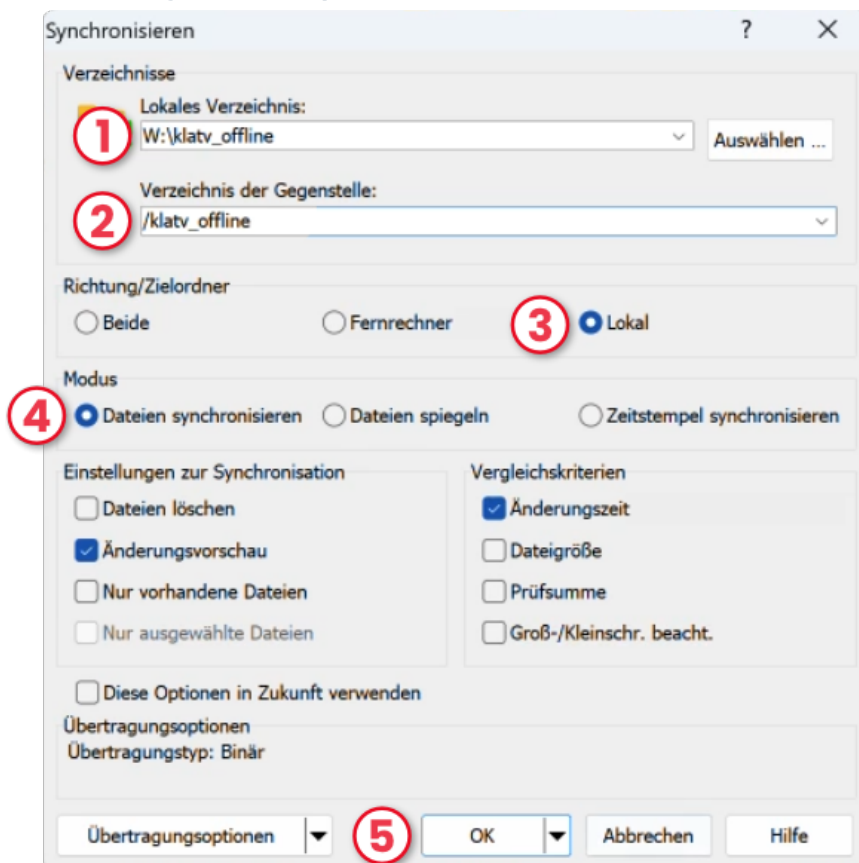 Synchronisieren ? ×
Verzeichnisse
Lokales Verzeichnis:
1 W:\klatv_offline Auswählen ...
Verzeichnis der Gegenstelle:
2 /klatv_offline
Richtung/Zielordner
Beide Fernrechner 3 Lokal
Modus
4 Dateien synchronisieren Dateien spiegeln Zeitstempel synchronisieren
Einstellungen zur Synchronisation Vergleichskriterien
Dateien löschen Änderungszeit
Änderungsvorschau Dateigröße
Nur vorhandene Dateien Prüfsumme
Nur ausgewählte Dateien Groß-/Kleinschr. beacht.
Diese Optionen in Zukunft verwenden
Übertragungsoptionen
Übertragungstyp: Binär
Übertragungsoptionen 5 OK Abbrechen Hilfe